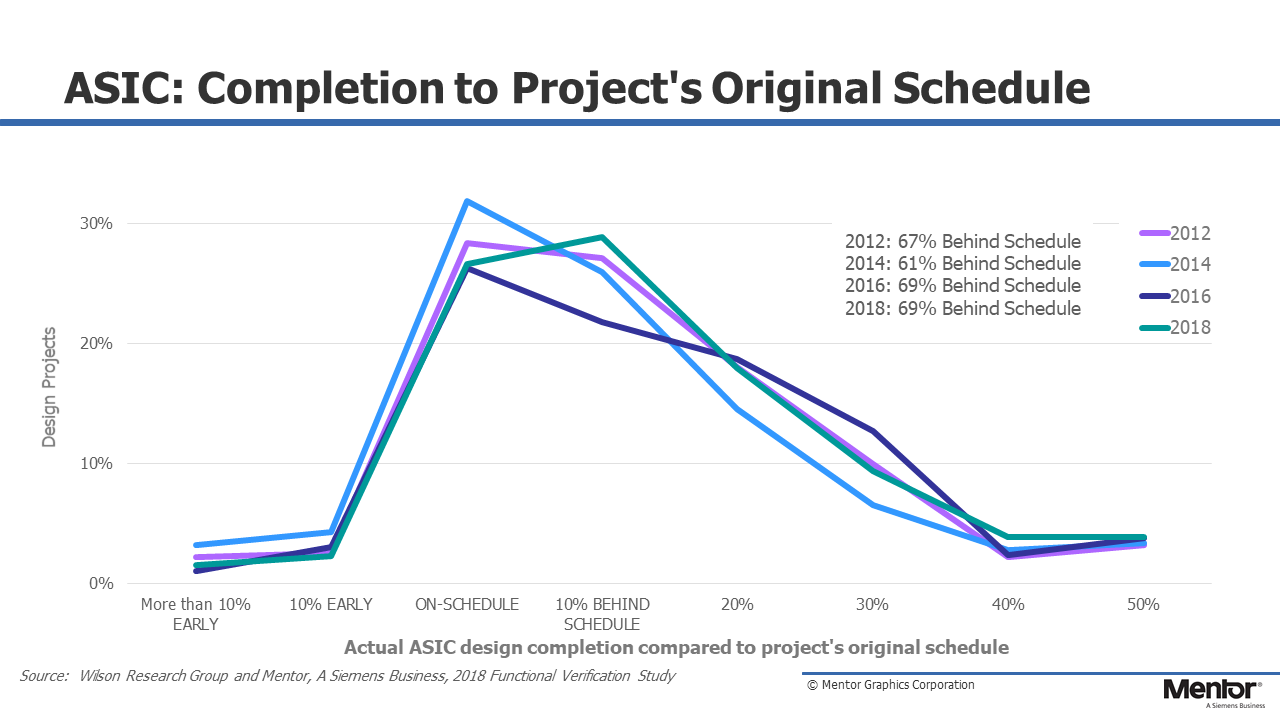 ASIC: Completion to Project's Original Schedule
30%
20%
10%
0%
Design Projects
2012: 67% Behind Schedule
2014: 61% Behind Schedule
2016: 69% Behind Schedule
2018: 69% Behind Schedule
2012
2014
2016
2018
More than 10%
EARLY
10% EARLY
ON-SCHEDULE
10% BEHIND
SCHEDULE
20%
30%
40%
50%
Actual ASIC design completion compared to project's original schedule
Source: Wilson Research Group and Mentor, A Siemens Business, 2018 Functional Verification Study
© Mentor Graphics Corporation
Mentor®
A Siemens Business